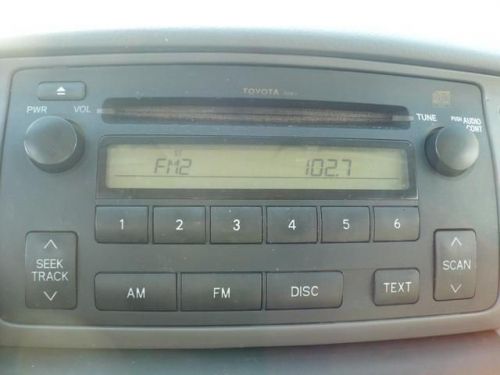 TOYOTA
PWR VOL
TUNE PUSH AUDIO CONT
ST
FM2 102.7
1 2 3 4 5 6
SEEK TRACK
SCAN
AM FM DISC TEXT